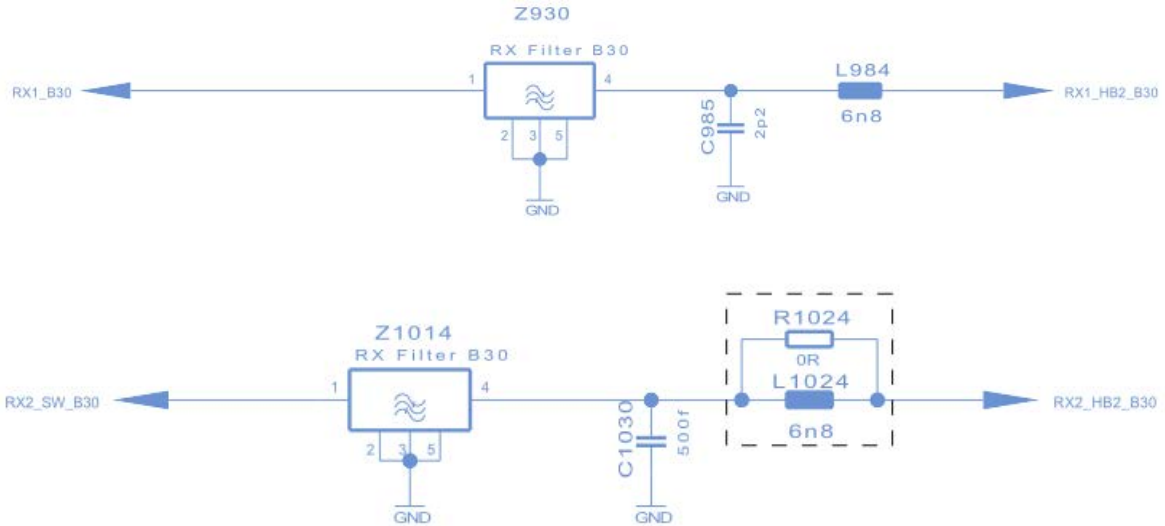 Z930
RX Filter B30
RX1_B30
1
4
2
3
5
GND
C985
2p2
GND
L984
6n8
RX1_HB2_B30
Z1014
RX Filter B30
RX2_SW_B30
1
4
2
3
5
GND
C1030
500f
GND
R1024
0R
L1024
6n8
RX2_HB2_B30